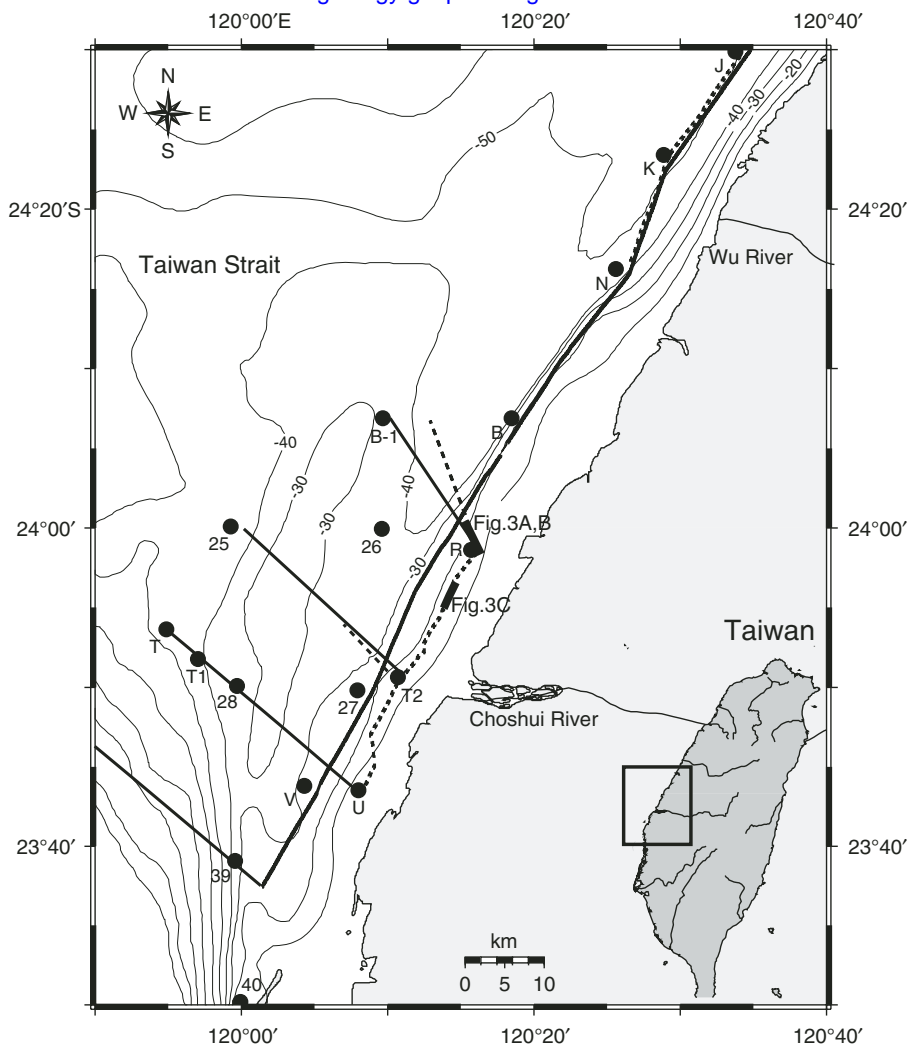 120°00′E
120°20′
120°40′
N
W
E
S
J
-20
-30
-40
-50
K
24°20′S
24°20′
Wu River
Taiwan Strait
N
B-1
B
-40
-30
-40
-30
Fig.3A,B
24°00′
24°00′
25
26
R
-30
Fig.3C
Taiwan
T
T1
28
27
T2
Choshui River
V
U
23°40′
23°40′
39
km
0
5
10
40
120°00′
120°20′
120°40′